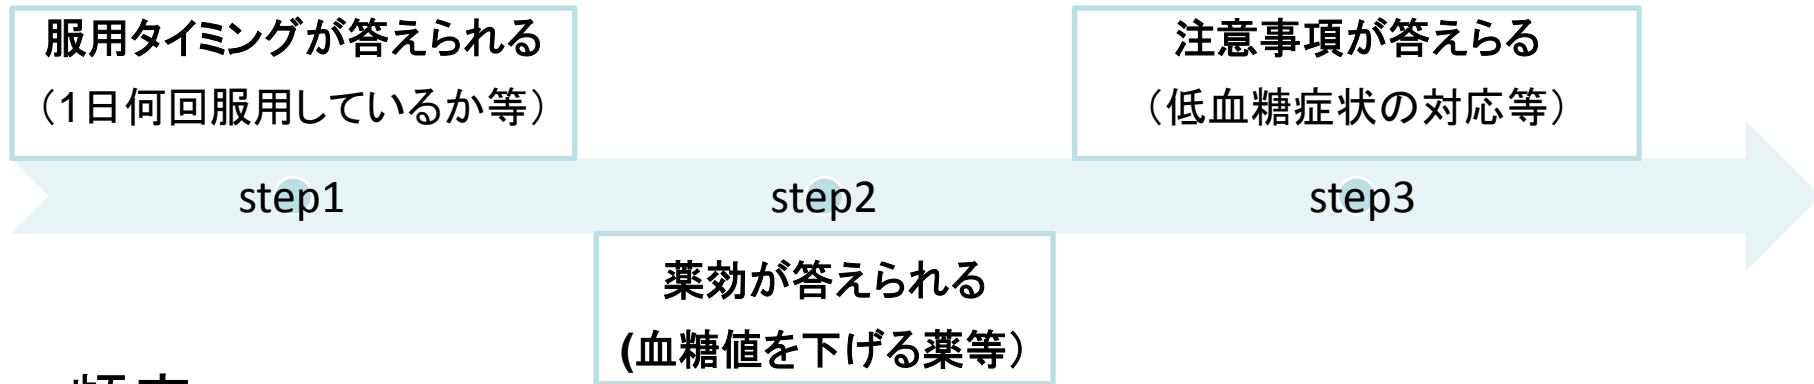 服用タイミングが答えられる
（1日何回服用しているか等）
step1
薬効が答えられる
(血糖値を下げる薬等）
step2
注意事項が答えらる
（低血糖症状の対応等）
step3